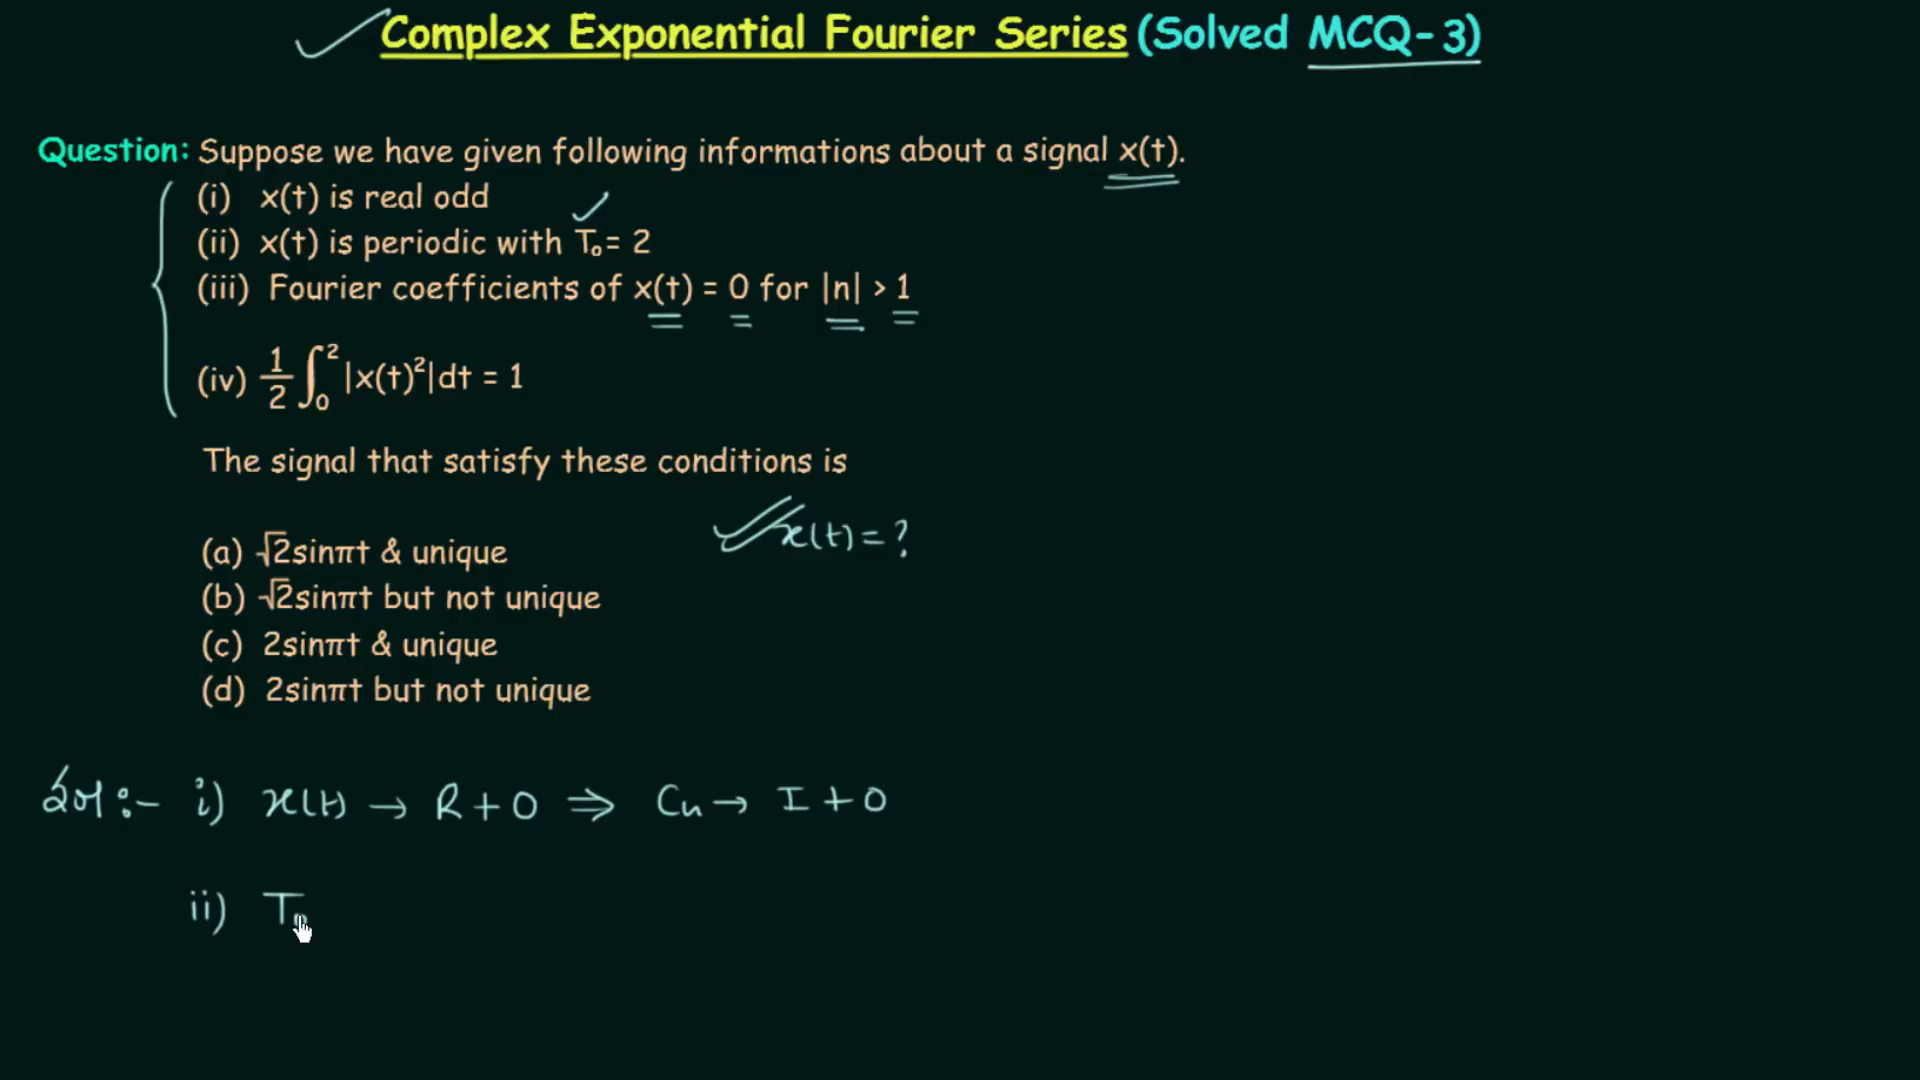 Complex Exponential Fourier Series (Solved MCQ-3)
Question: Suppose we have given following informations about a signal x(t).
(i) x(t) is real odd
(ii) x(t) is periodic with T₀= 2
(iii) Fourier coefficients of x(t) = 0 for |n| > 1
(iv) 1/2 ∫₀² |x(t)²|dt = 1
The signal that satisfy these conditions is
x(t) = ?
(a) √2sinπt & unique
(b) √2sinπt but not unique
(c) 2sinπt & unique
(d) 2sinπt but not unique
Sol :- i) x(t) → R + O ⇒ Cn → I + O
ii) T₀